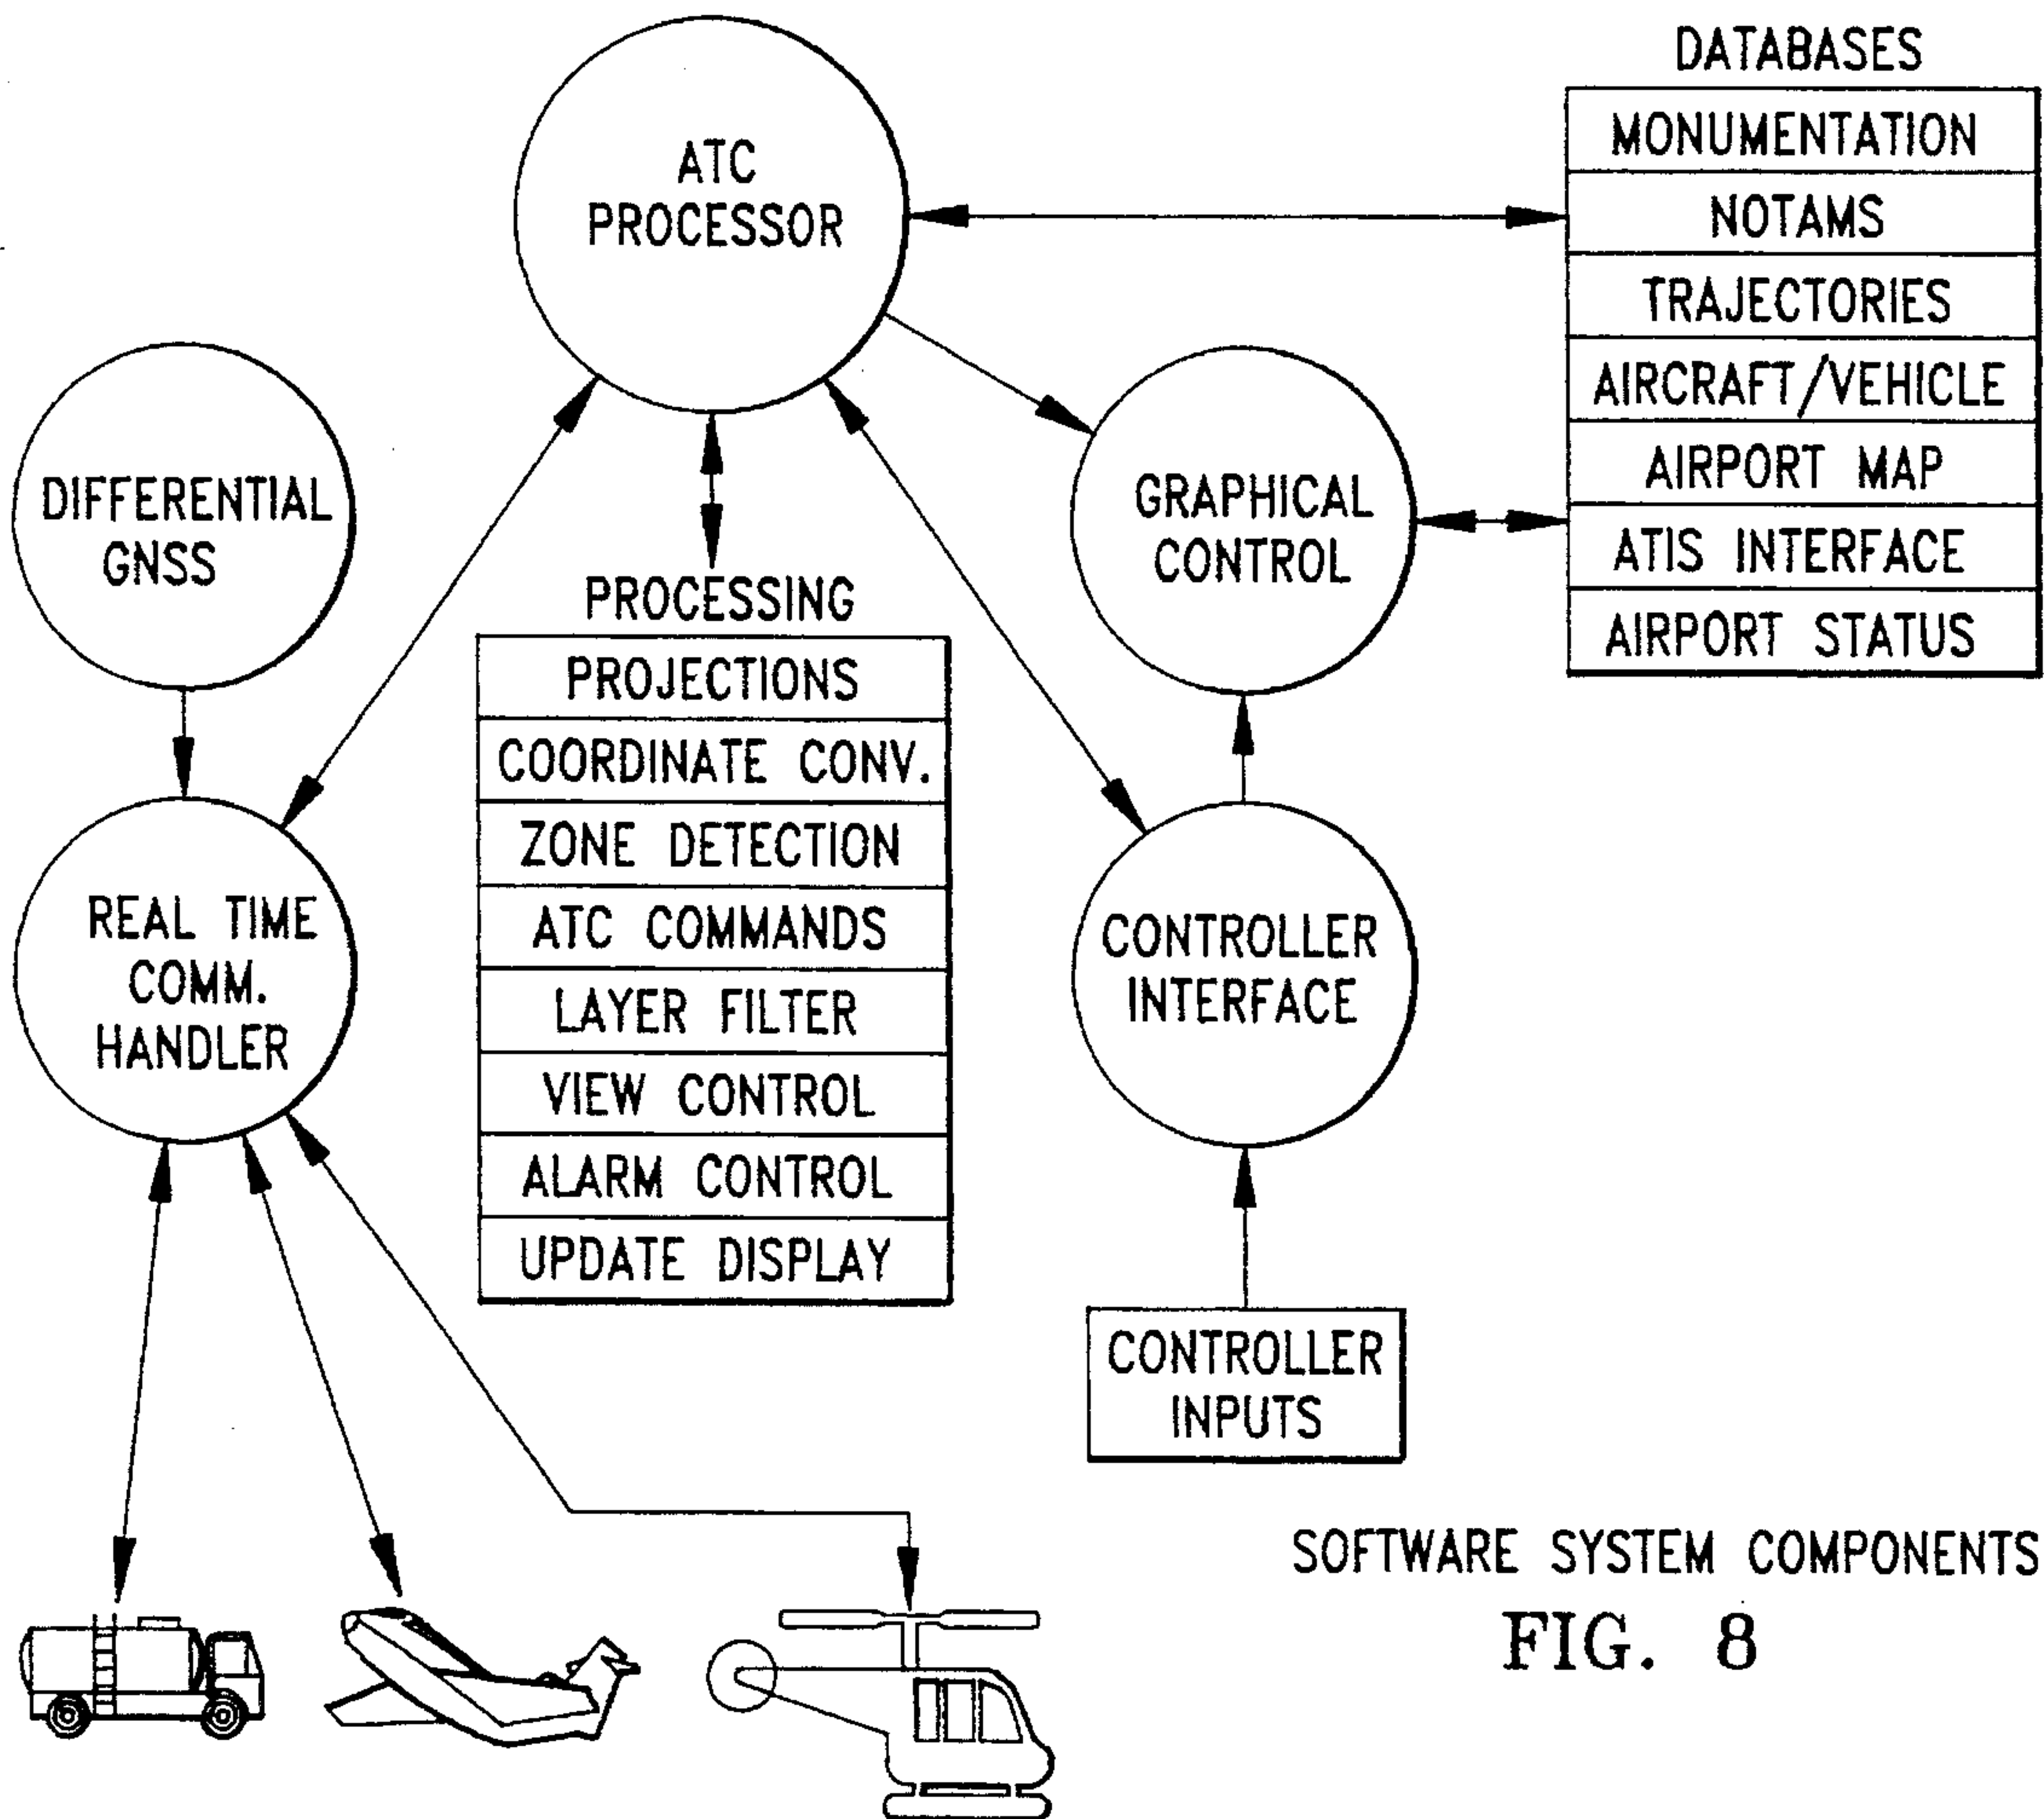 DATABASES
MONUMENTATION
NOTAMS
TRAJECTORIES
AIRCRAFT/VEHICLE
AIRPORT MAP
ATIS INTERFACE
AIRPORT STATUS
ATC
PROCESSOR
DIFFERENTIAL
GNSS
GRAPHICAL
CONTROL
PROCESSING
PROJECTIONS
COORDINATE CONV.
ZONE DETECTION
ATC COMMANDS
LAYER FILTER
VIEW CONTROL
ALARM CONTROL
UPDATE DISPLAY
REAL TIME
COMM.
HANDLER
CONTROLLER
INTERFACE
CONTROLLER
INPUTS
SOFTWARE SYSTEM COMPONENTS
FIG. 8